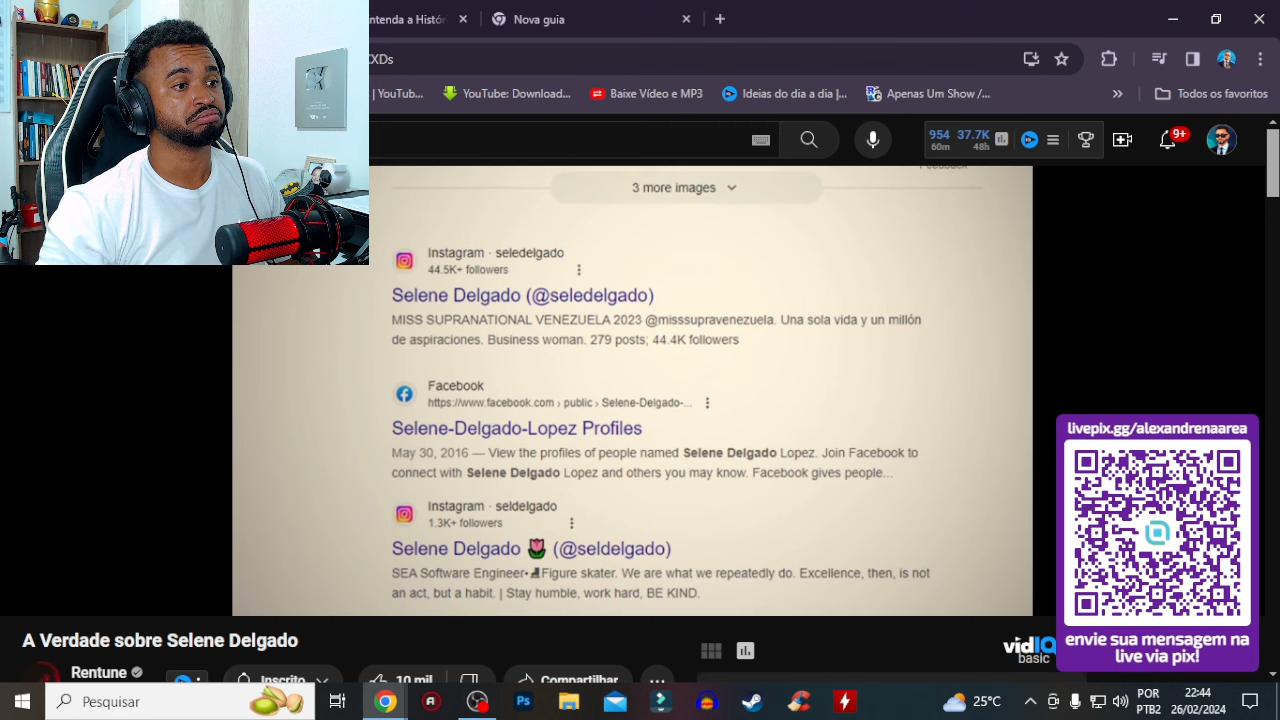 ntenda a Histór
Nova guia
XDs
| YouTub...
YouTube: Download...
Baixe Vídeo e MP3
Ideias do dia a dia |...
Apenas Um Show /...
Todos os favoritos
954 37.7K
60m 48h
9+
3 more images
Instagram · seledelgado
44.5K+ followers
Selene Delgado (@seledelgado)
MISS SUPRANATIONAL VENEZUELA 2023 @misssupravenezuela. Una sola vida y un millón
de aspiraciones. Business woman. 279 posts; 44.4K followers
Facebook
https://www.facebook.com › public › Selene-Delgado-...
Selene-Delgado-Lopez Profiles
May 30, 2016 — View the profiles of people named Selene Delgado Lopez. Join Facebook to
connect with Selene Delgado Lopez and others you may know. Facebook gives people...
Instagram · seldelgado
1.3K+ followers
Selene Delgado 🌷 (@seldelgado)
SEA Software Engineer•⛸Figure skater. We are what we repeatedly do. Excellence, then, is not
an act, but a habit. | Stay humble, work hard, BE KIND.
livepix.gg/alexandrenaarea
envie sua mensagem na
live via pix!
A Verdade sobre Selene Delgado
Rentune
Inscrito
10 mil
Compartilhar
vidIQ
basic
Pesquisar
Ps
25°C
POR
PTB2
22:44
26/02/2024